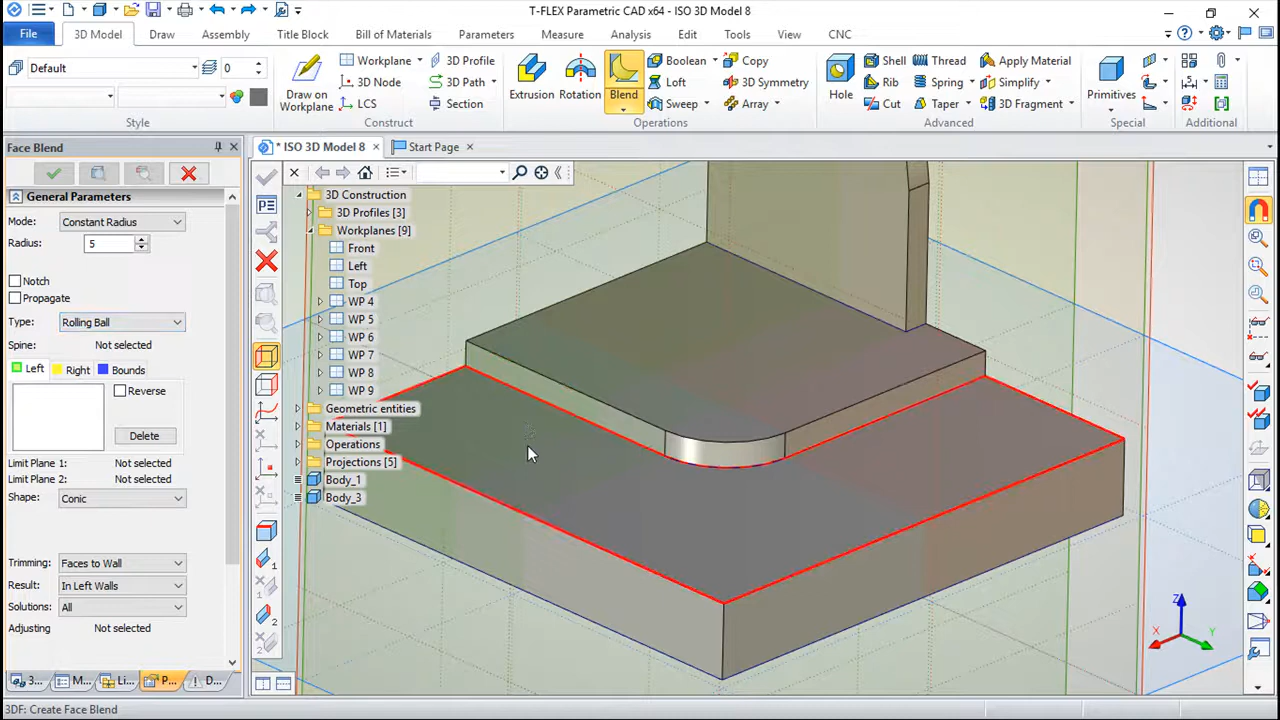 T-FLEX Parametric CAD x64 - ISO 3D Model 8
File
3D Model
Draw
Assembly
Title Block
Bill of Materials
Parameters
Measure
Analysis
Edit
Tools
View
CNC
Default
0
Style
Draw on
Workplane
Workplane
3D Node
LCS
3D Profile
3D Path
Section
Construct
Extrusion
Rotation
Blend
Boolean
Loft
Sweep
Copy
3D Symmetry
Array
Operations
Hole
Shell
Rib
Cut
Thread
Spring
Taper
Apply Material
Simplify
3D Fragment
Advanced
Primitives
Special
Additional
Face Blend
* ISO 3D Model 8
Start Page
General Parameters
Mode:
Constant Radius
Radius:
5
Notch
Propagate
Type:
Rolling Ball
Spine:
Not selected
Left
Right
Bounds
Reverse
Delete
Limit Plane 1:
Not selected
Limit Plane 2:
Not selected
Shape:
Conic
Trimming:
Faces to Wall
Result:
In Left Walls
Solutions:
All
Adjusting
Not selected
3...
M...
Li...
P...
D...
PE
3D Construction
3D Profiles [3]
Workplanes [9]
Front
Left
Top
WP 4
WP 5
WP 6
WP 7
WP 8
WP 9
Geometric entities
Materials [1]
Operations
Projections [5]
Body_1
Body_3
1
1
2
2
Z
X
Y
3DF: Create Face Blend